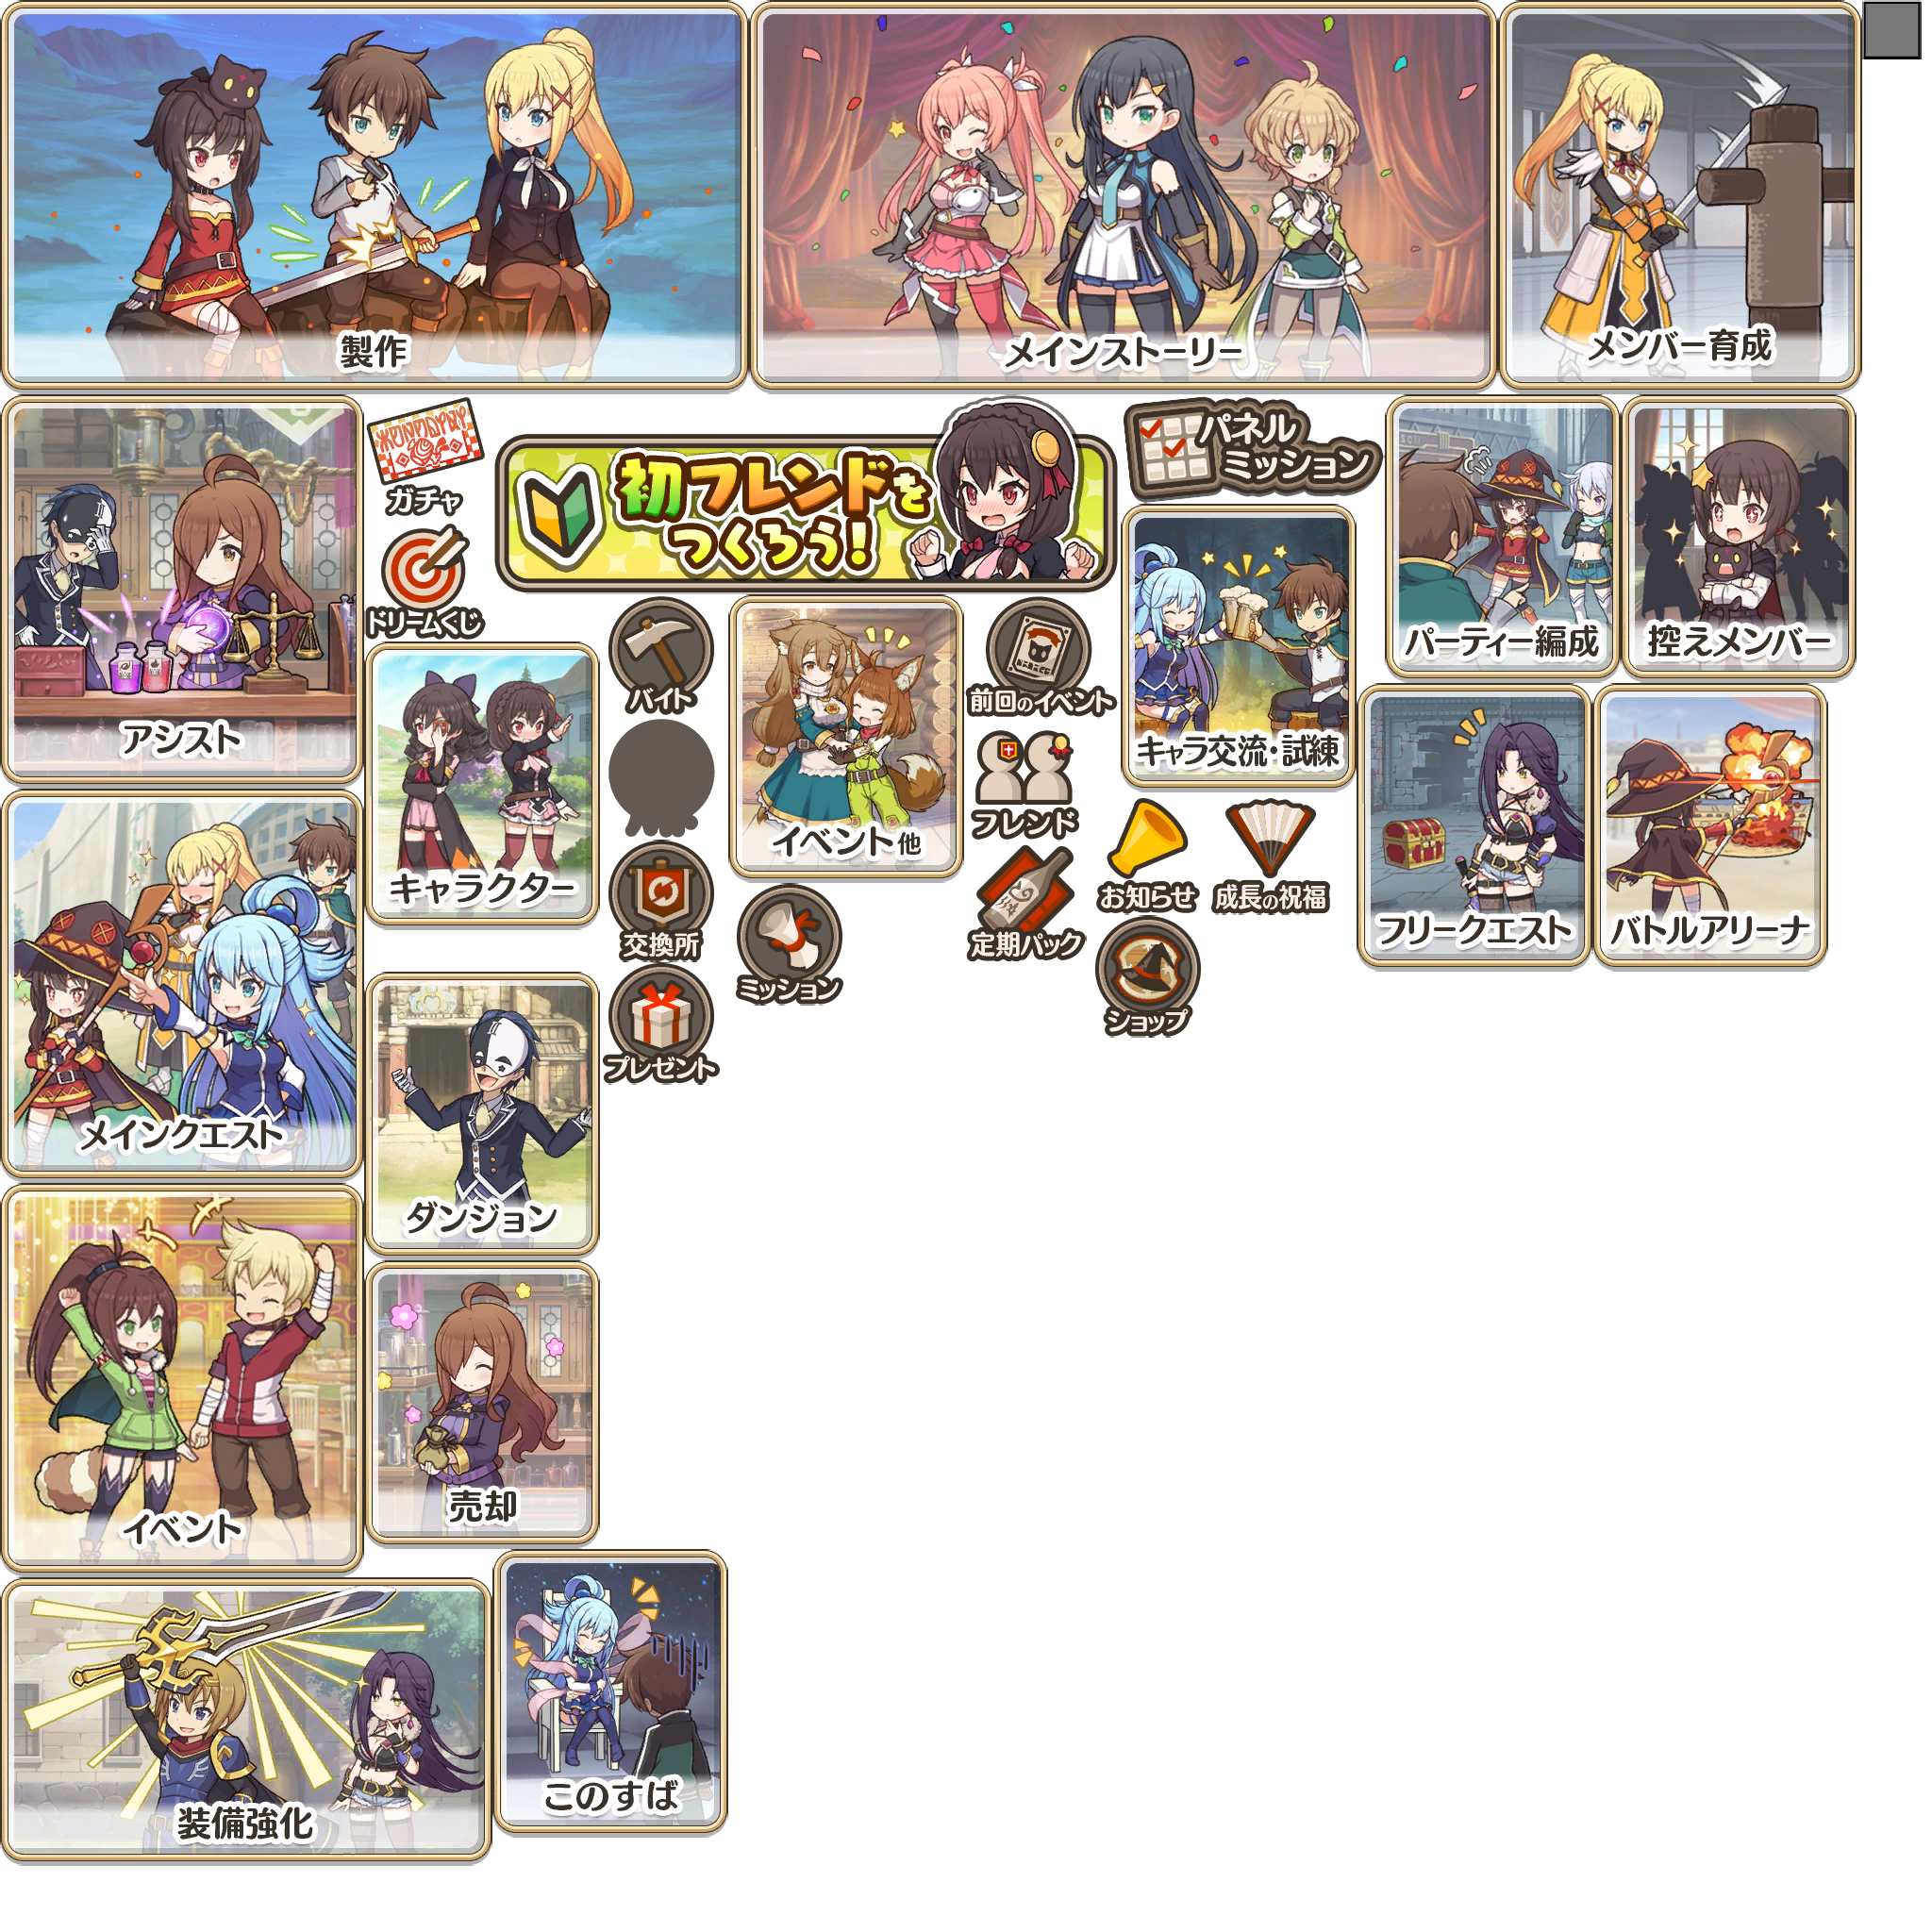 製作
メインストーリー
メンバー育成
アシスト
ガチャ
ドリームくじ
初フレンドを
つくろう!
パネル
ミッション
パーティー編成
控えメンバー
バイト
前回のイベント
キャラ交流・試練
キャラクター
イベント他
フレンド
お知らせ
成長の祝福
フリークエスト
バトルアリーナ
交換所
定期パック
ミッション
ショップ
プレゼント
メインクエスト
ダンジョン
イベント
売却
装備強化
このすば